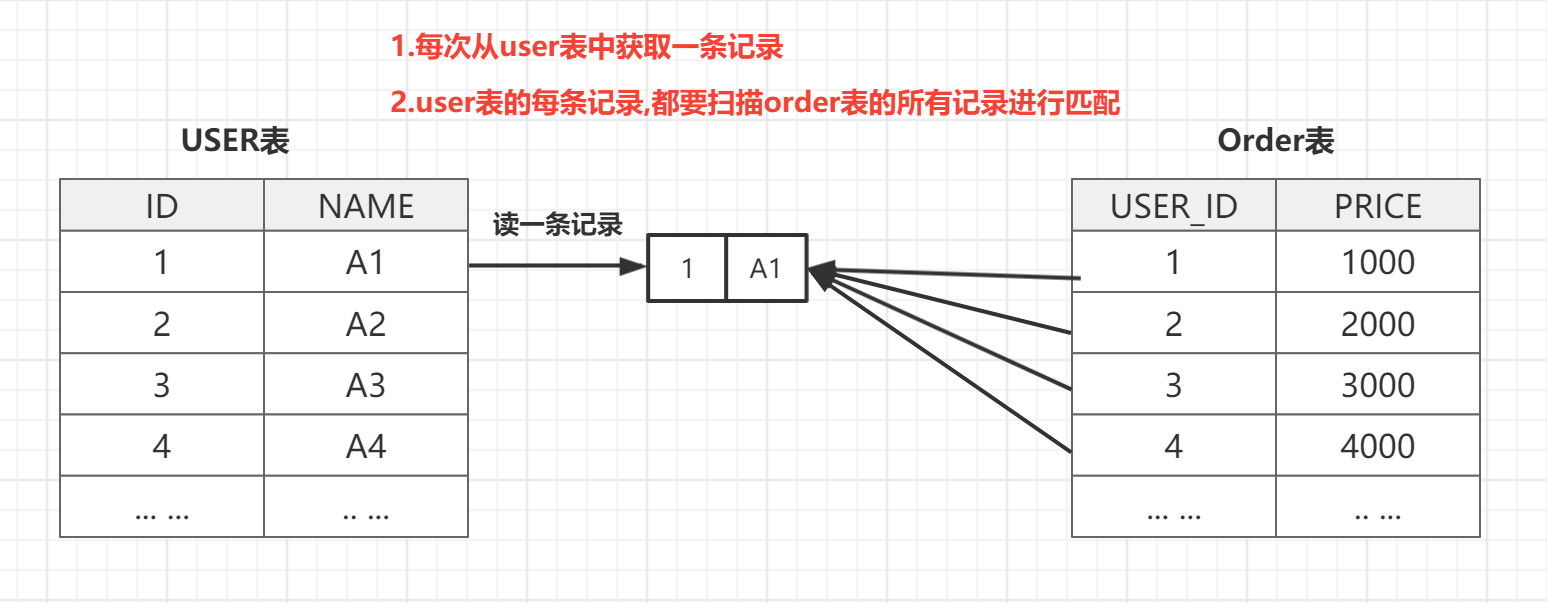 1.每次从user表中获取一条记录
2.user表的每条记录,都要扫描order表的所有记录进行匹配
USER表
Order表
ID NAME
读一条记录
USER_ID PRICE
1 A1
1 A1
1 1000
2 A2
2 2000
3 A3
3 3000
4 A4
4 4000
... ... .. ...
... ... .. ...